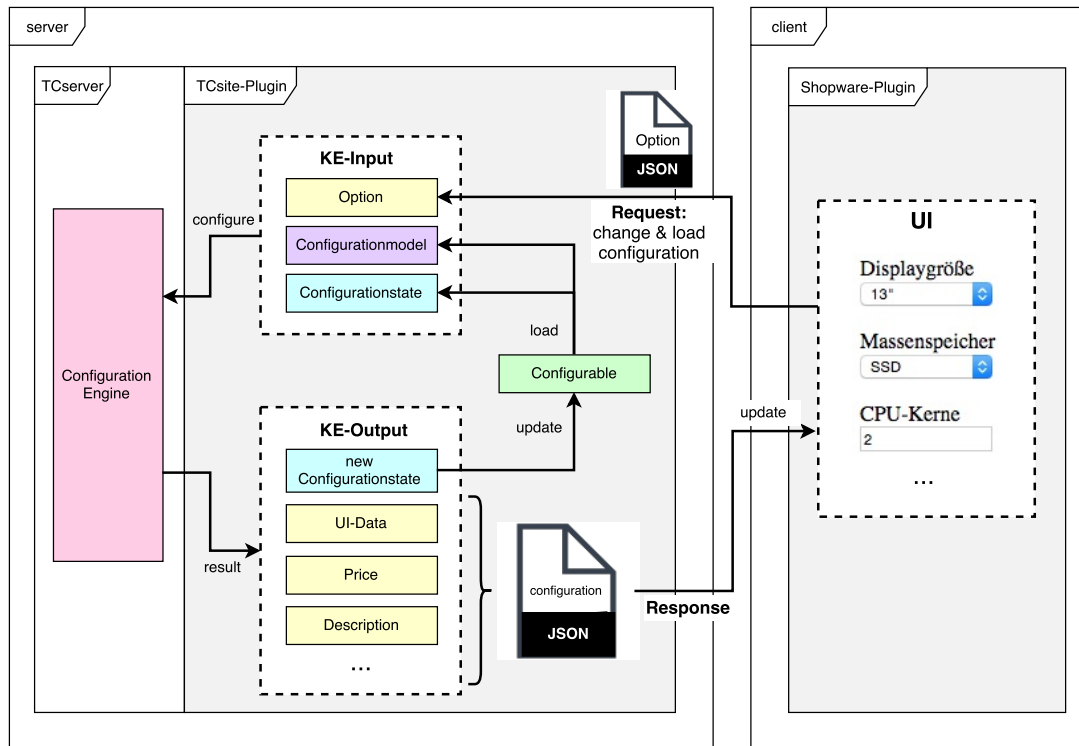 server
client
TCserver
TCsite-Plugin
Shopware-Plugin
KE-Input
Option
Configurationmodel
Configurationstate
configure
Option
JSON
Request:
change & load
configuration
load
Configurable
update
Configuration
Engine
result
KE-Output
new
Configurationstate
UI-Data
Price
Description
...
configuration
JSON
Response
update
UI
Displaygröße
13"
Massenspeicher
SSD
CPU-Kerne
2
...